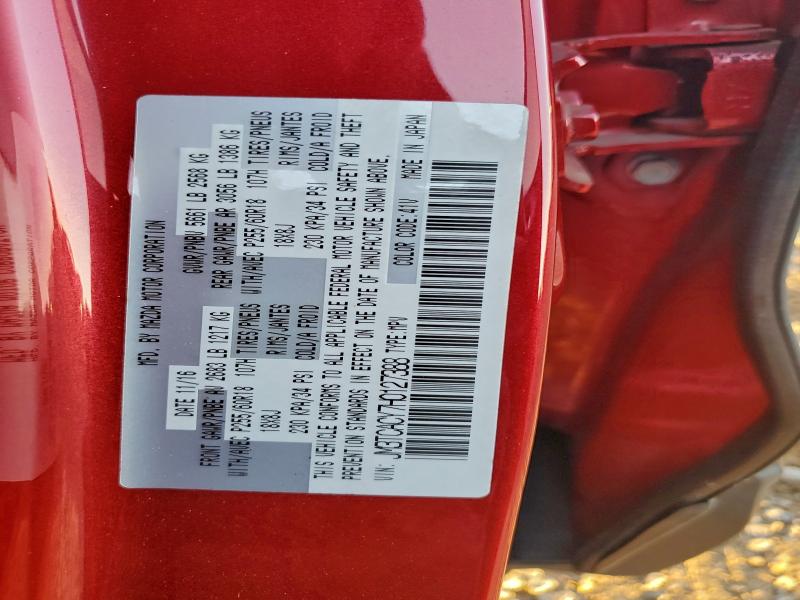 MFD. BY MAZDA MOTOR CORPORATION
DATE 11/16 GVWR/PNBV 5661 LB 2568 KG
FRONT GAWR/PNBE AV 2683 LB 1217 KG REAR GAWR/PNBE AR 3056 LB 1386 KG
WITH/AVEC P255/60R18 107H TIRES/PNEUS WITH/AVEC P255/60R18 107H TIRES/PNEUS
18X8J RIMS/JANTES 18X8J RIMS/JANTES
230 KPA/34 PSI COLD/A FROID 230 KPA/34 PSI COLD/A FROID
THIS VEHICLE CONFORMS TO ALL APPLICABLE FEDERAL MOTOR VEHICLE SAFETY AND THEFT
PREVENTION STANDARDS IN EFFECT ON THE DATE OF MANUFACTURE SHOWN ABOVE.
VIN: JM3TCACY7H0127388 TYPE:MPV COLOR CODE:41V MADE IN JAPAN